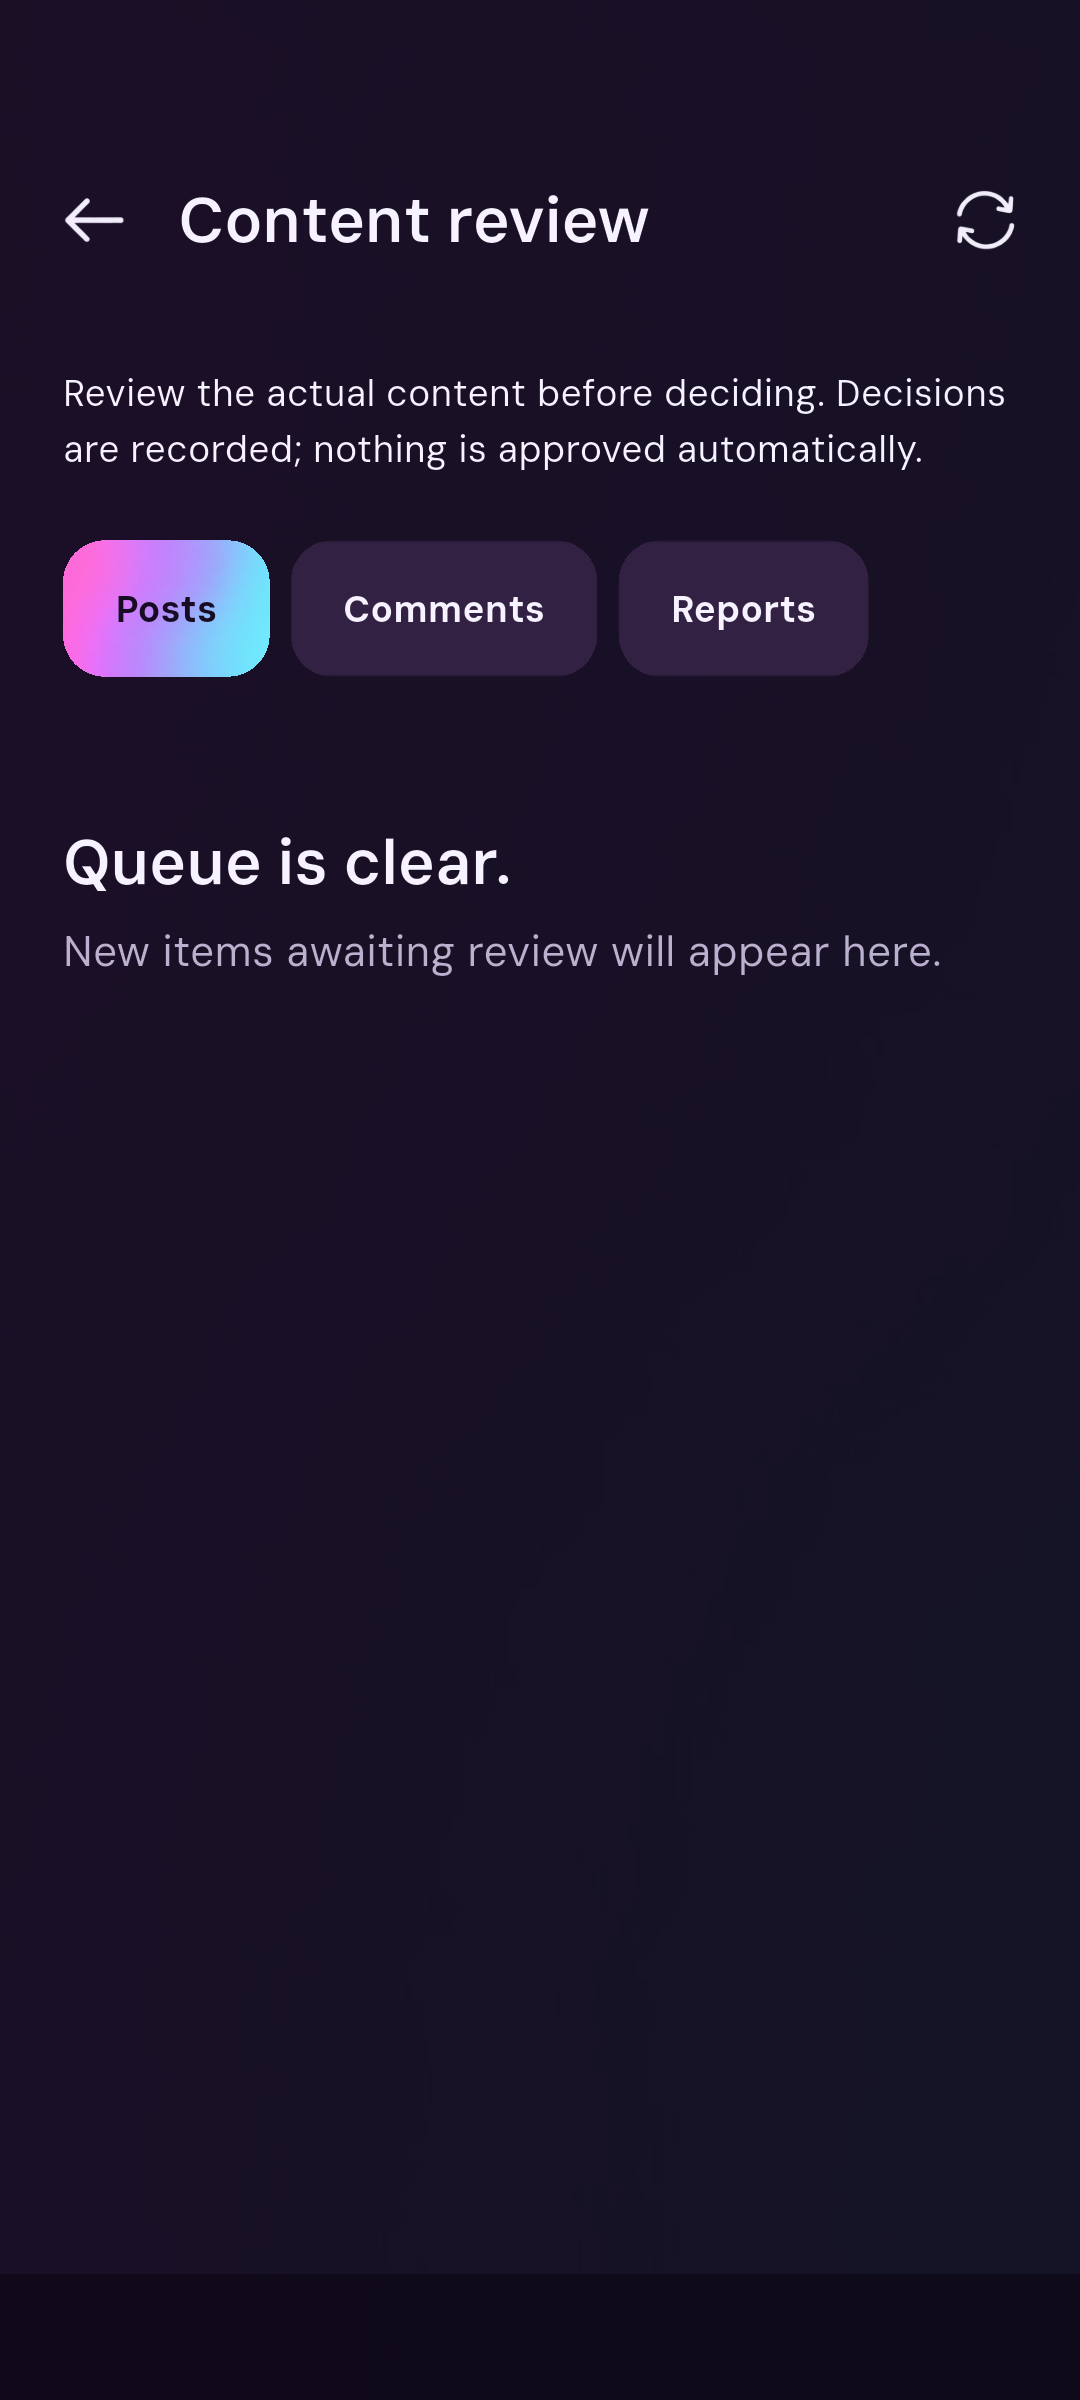 Content review
Review the actual content before deciding. Decisions
are recorded; nothing is approved automatically.
Posts
Comments
Reports
Queue is clear.
New items awaiting review will appear here.